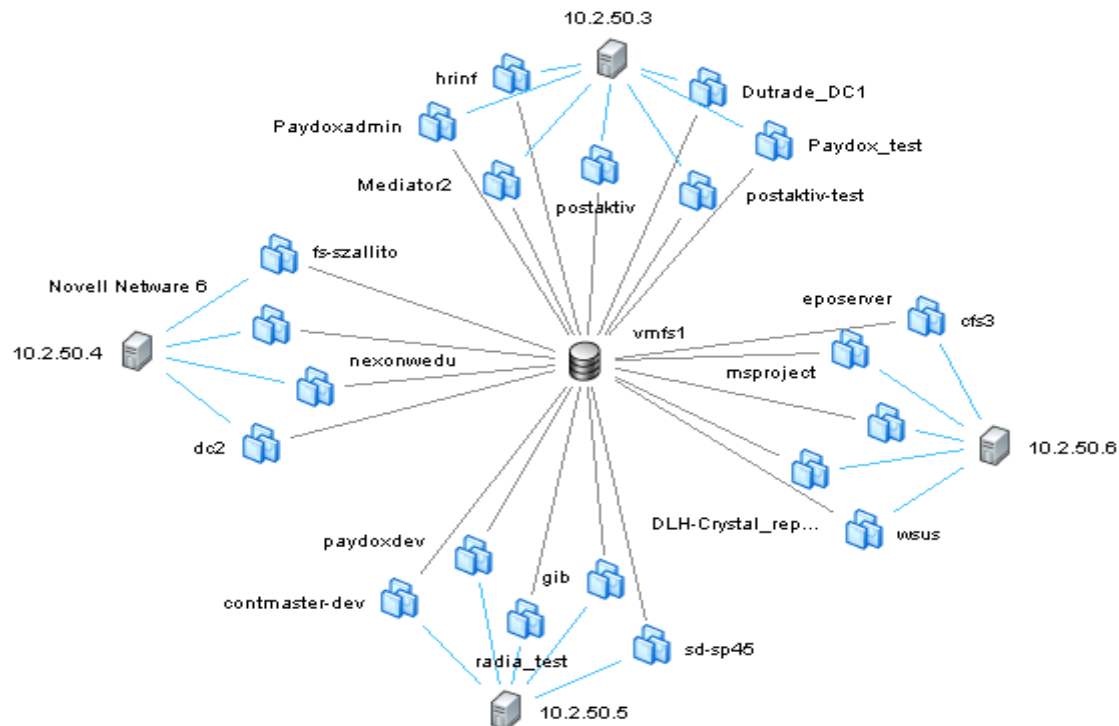 10.2.50.3
hrinf
Dutrade_DC1
Paydoxadmin
Paydox_test
Mediator2
postaktiv
postaktiv-test
fs-szallito
Novell Netware 6
eposerver
cfs3
vmfs1
10.2.50.4
nexonwedu
msproject
dc2
10.2.50.6
DLH-Crystal_rep...
wsus
paydoxdev
gib
contmaster-dev
radia_test
sd-sp45
10.2.50.5